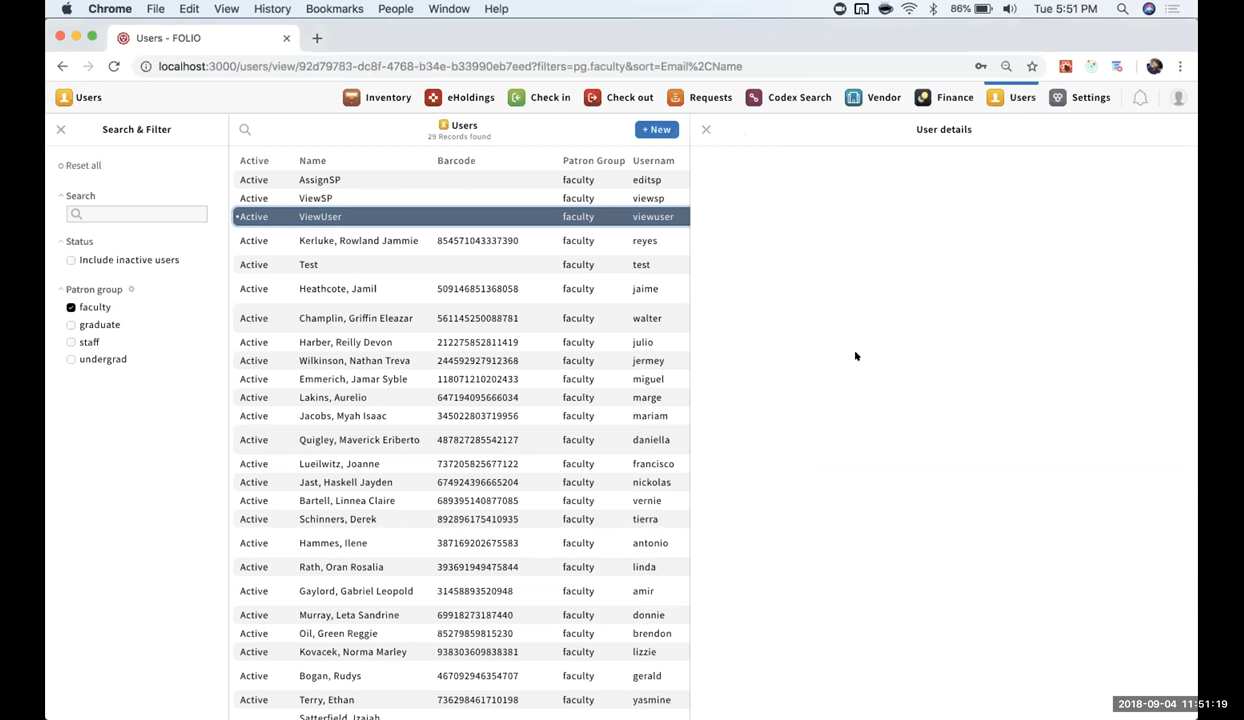 Chrome File Edit View History Bookmarks People Window Help 86% Tue 5:51 PM
Users - FOLIO
localhost:3000/users/view/92d79783-dc8f-4768-b34e-b33990eb7eed?filters=pg.faculty&sort=Email%2CName
Users Inventory eHoldings Check in Check out Requests Codex Search Vendor Finance Users Settings
Search & Filter
Users
29 Records found
+ New
User details
Reset all
Search
Status
Include inactive users
Patron group
faculty
graduate
staff
undergrad
Active Name Barcode Patron Group Usernam
Active AssignSP faculty editsp
Active ViewSP faculty viewsp
Active ViewUser faculty viewuser
Active Kerluke, Rowland Jammie 854571043337390 faculty reyes
Active Test faculty test
Active Heathcote, Jamil 509146851368058 faculty jaime
Active Champlin, Griffin Eleazar 561145250088781 faculty walter
Active Harber, Reilly Devon 212275852811419 faculty julio
Active Wilkinson, Nathan Treva 244592927912368 faculty jermey
Active Emmerich, Jamar Syble 118071210202433 faculty miguel
Active Lakins, Aurelio 647194095666034 faculty marge
Active Jacobs, Myah Isaac 345022803719956 faculty mariam
Active Quigley, Maverick Eriberto 487827285542127 faculty daniella
Active Lueilwitz, Joanne 737205825677122 faculty francisco
Active Jast, Haskell Jayden 674924396665204 faculty nickolas
Active Bartell, Linnea Claire 689395140877085 faculty vernie
Active Schinners, Derek 892896175410935 faculty tierra
Active Hammes, Ilene 387169202675583 faculty antonio
Active Rath, Oran Rosalia 393691949475844 faculty linda
Active Gaylord, Gabriel Leopold 31458893520948 faculty amir
Active Murray, Leta Sandrine 69918273187440 faculty donnie
Active Oil, Green Reggie 85279859815230 faculty brendon
Active Kovacek, Norma Marley 938303609838381 faculty lizzie
Active Bogan, Rudys 467092946354707 faculty gerald
Active Terry, Ethan 736298461710198 faculty yasmine
Satterfield, Izaiah
2018-09-04 11:51:19